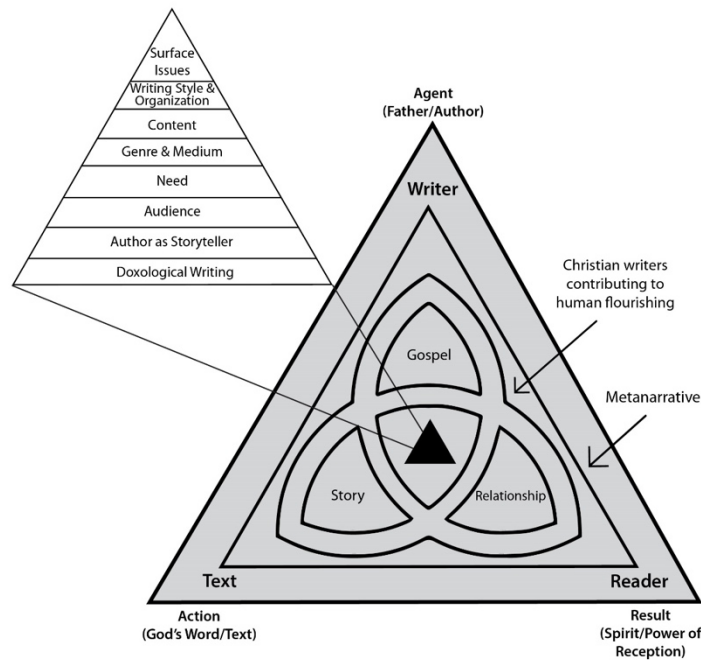 Surface
Issues
Writing Style &
Organization
Content
Genre & Medium
Need
Audience
Author as Storyteller
Doxological Writing
Agent
(Father/Author)
Writer
Christian writers
contributing to
human flourishing
Gospel
Metanarrative
Story
Relationship
Text
Reader
Action
(God's Word/Text)
Result
(Spirit/Power of
Reception)